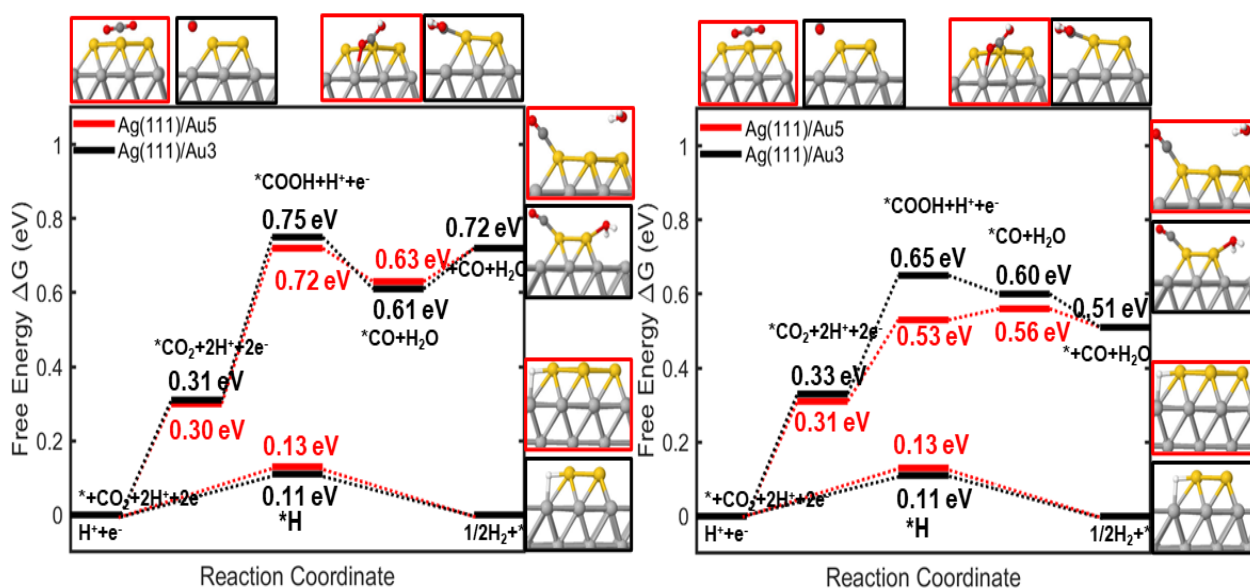 Ag(111)/Au5
Ag(111)/Au3
1
0.8
0.6
0.4
0.2
0
Free Energy ΔG (eV)
*COOH+H⁺+e⁻
0.75 eV
0.72 eV
0.63 eV
0.61 eV
*CO+H₂O
0.72 eV
+CO+H₂O
*CO₂+2H⁺+2e⁻
0.31 eV
0.30 eV
0.13 eV
0.11 eV
*H
*+CO₂+2H⁺+2e
H⁺+e⁻
1/2H₂+*
Reaction Coordinate
Ag(111)/Au5
Ag(111)/Au3
1
0.8
0.6
0.4
0.2
0
Free Energy ΔG (eV)
*COOH+H⁺+e⁻
0.65 eV
0.53 eV
*CO+H₂O
0.60 eV
0.56 eV
0.51 eV
*+CO+H₂O
*CO₂+2H⁺+2e⁻
0.33 eV
0.31 eV
0.13 eV
0.11 eV
*H
*+CO₂+2H⁺+2e⁻
H⁺+e⁻
1/2H₂+*
Reaction Coordinate